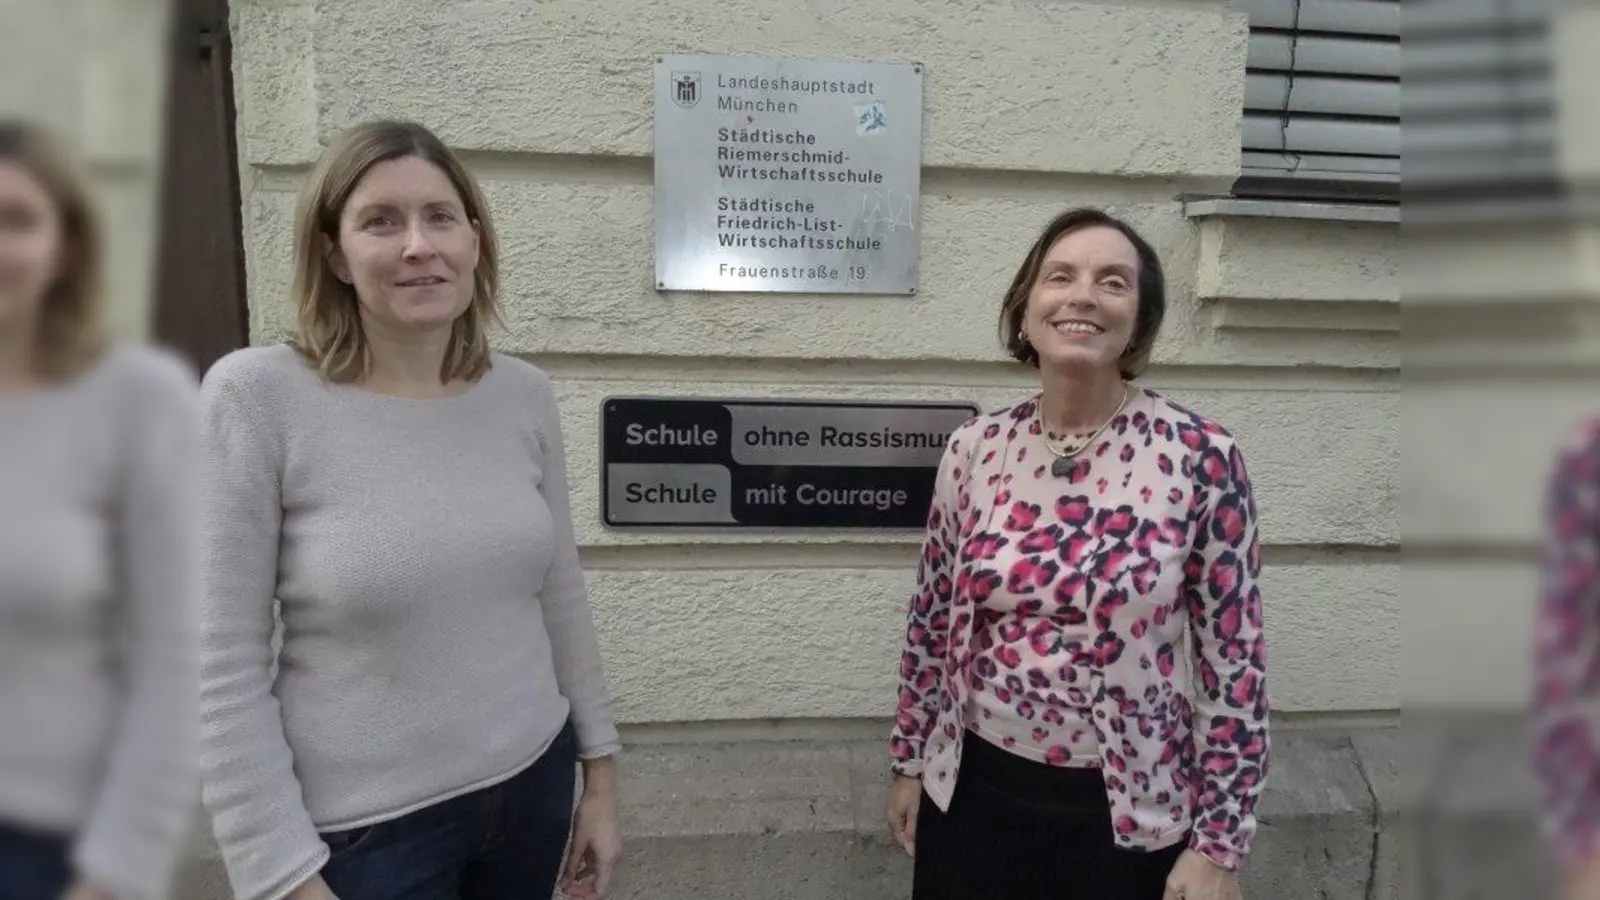 Landeshauptstadt
München
Städtische
Riemerschmid-
Wirtschaftsschule
Städtische
Friedrich-List-
Wirtschaftsschule
Frauenstraße 19
Schule ohne Rassismus
Schule mit Courage